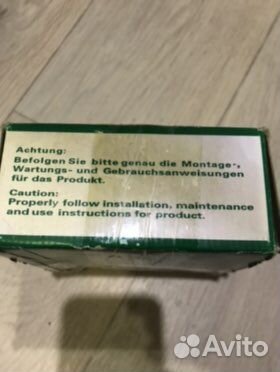 Achtung:
Befolgen Sie bitte genau die Montage-,
Wartungs- und Gebrauchsanweisungen
für das Produkt.
Caution:
Properly follow installation, maintenance
and use instructions for product.
Avito